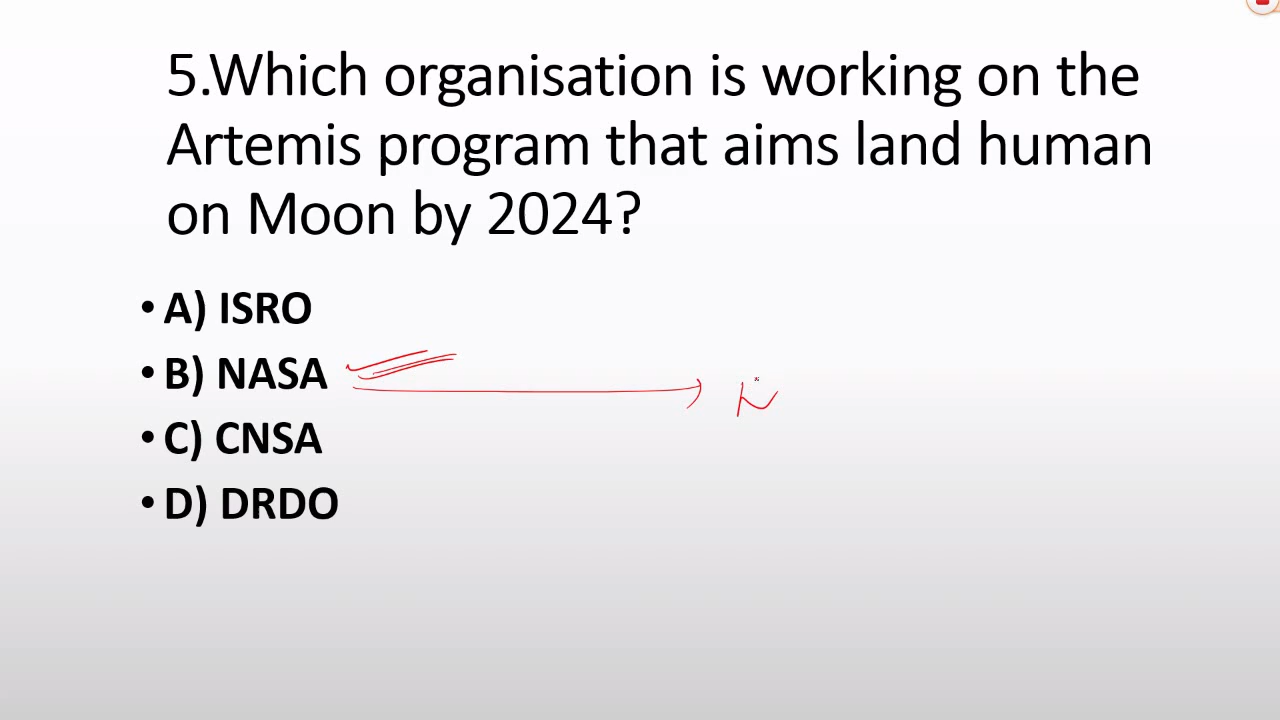 5.Which organisation is working on the
Artemis program that aims land human
on Moon by 2024?
• A) ISRO
• B) NASA
• C) CNSA
• D) DRDO